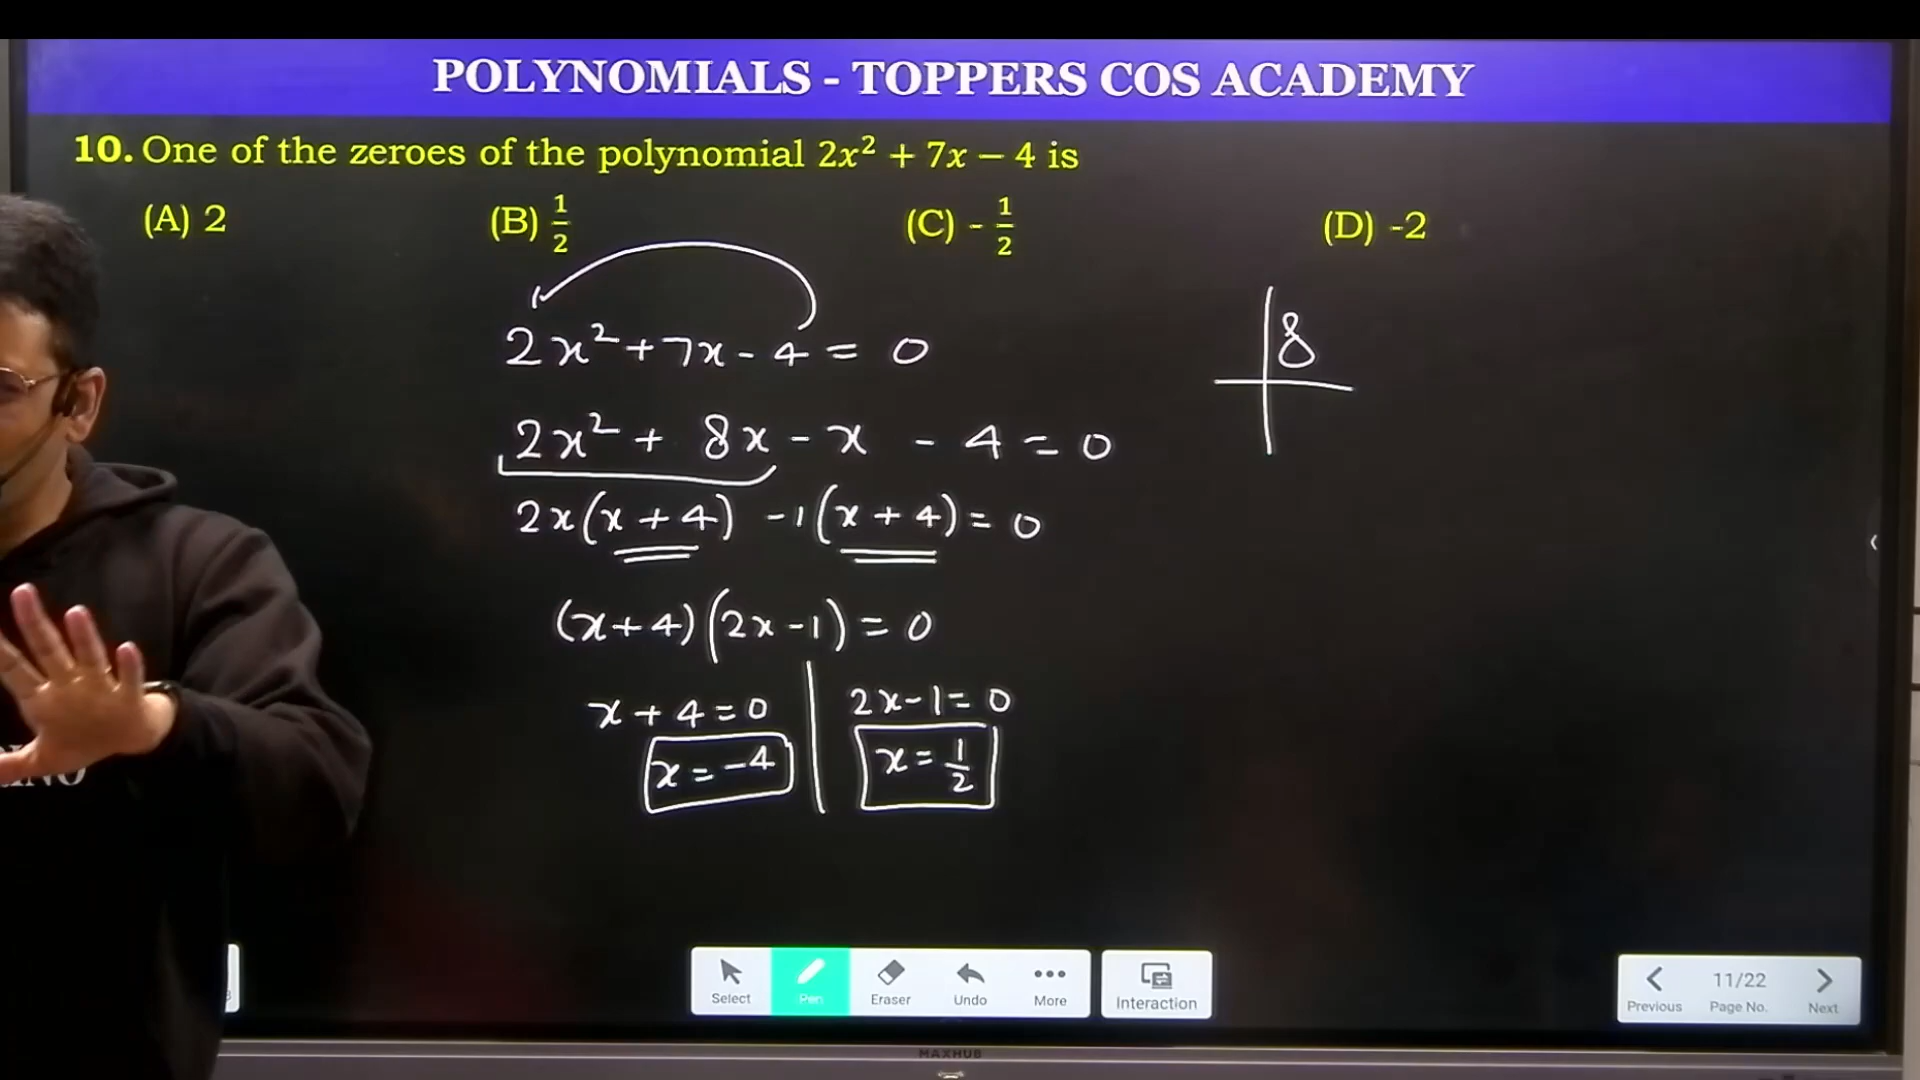 POLYNOMIALS - TOPPERS COS ACADEMY
10. One of the zeroes of the polynomial 2x² + 7x − 4 is
(A) 2 (B) 1/2 (C) - 1/2 (D) -2
2x² + 7x - 4 = 0
8
2x² + 8x - x - 4 = 0
2x(x + 4) -1(x + 4) = 0
(x + 4)(2x - 1) = 0
x + 4 = 0 2x - 1 = 0
x = -4 x = 1/2
Select Pen Eraser Undo More Interaction
11/22
Previous Page No. Next
MAXHUB